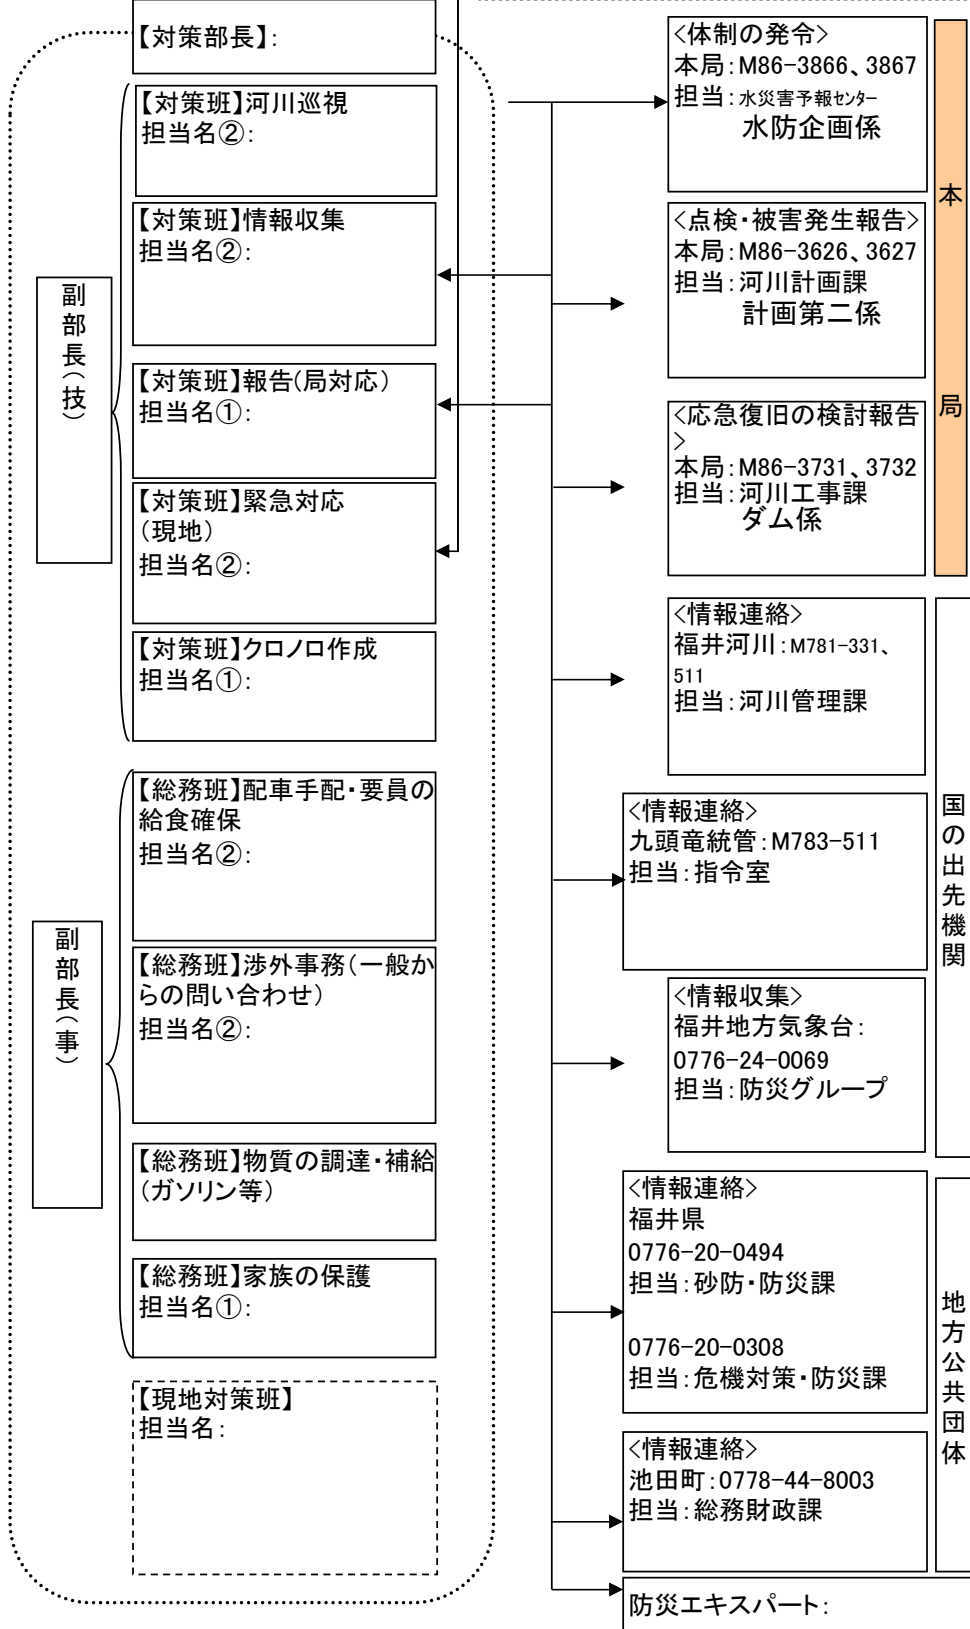 【対策部長】:
【対策班】河川巡視
担当名②:
【対策班】情報収集
担当名②:
【対策班】報告(局対応)
担当名①:
【対策班】緊急対応
(現地)
担当名②:
【対策班】クロノロ作成
担当名①:
副部長(技)
【総務班】配車手配・要員の
給食確保
担当名②:
【総務班】渉外事務(一般か
らの問い合わせ)
担当名②:
【総務班】物質の調達・補給
(ガソリン等)
【総務班】家族の保護
担当名①:
副部長(事)
【現地対策班】
担当名:
<体制の発令>
本局:M86-3866、3867
担当:水災害予報センター
水防企画係
<点検・被害発生報告>
本局:M86-3626、3627
担当:河川計画課
計画第二係
<応急復旧の検討報告
>
本局:M86-3731、3732
担当:河川工事課
ダム係
本局
<情報連絡>
福井河川:M781-331、
511
担当:河川管理課
<情報連絡>
九頭竜統管:M783-511
担当:指令室
<情報収集>
福井地方気象台:
0776-24-0069
担当:防災グループ
国の出先機関
<情報連絡>
福井県
0776-20-0494
担当:砂防・防災課
0776-20-0308
担当:危機対策・防災課
<情報連絡>
池田町:0778-44-8003
担当:総務財政課
地方公共団体
防災エキスパート: